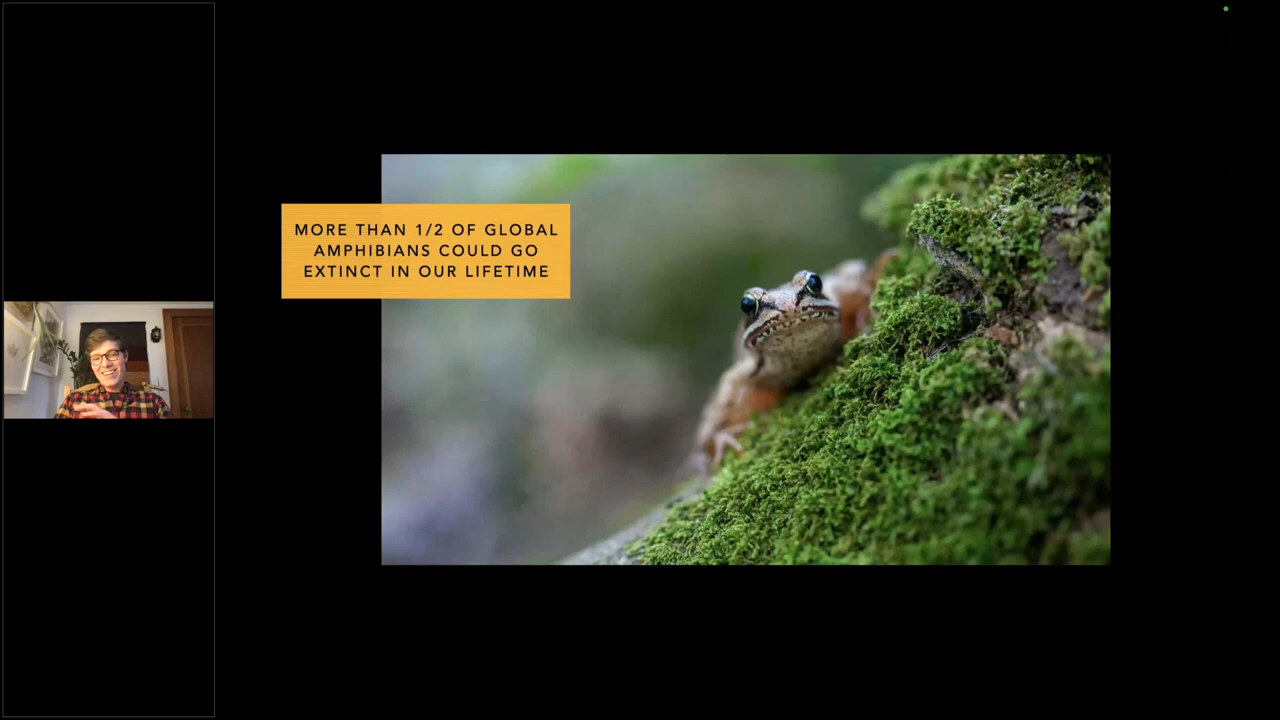 MORE THAN 1/2 OF GLOBAL
AMPHIBIANS COULD GO
EXTINCT IN OUR LIFETIME